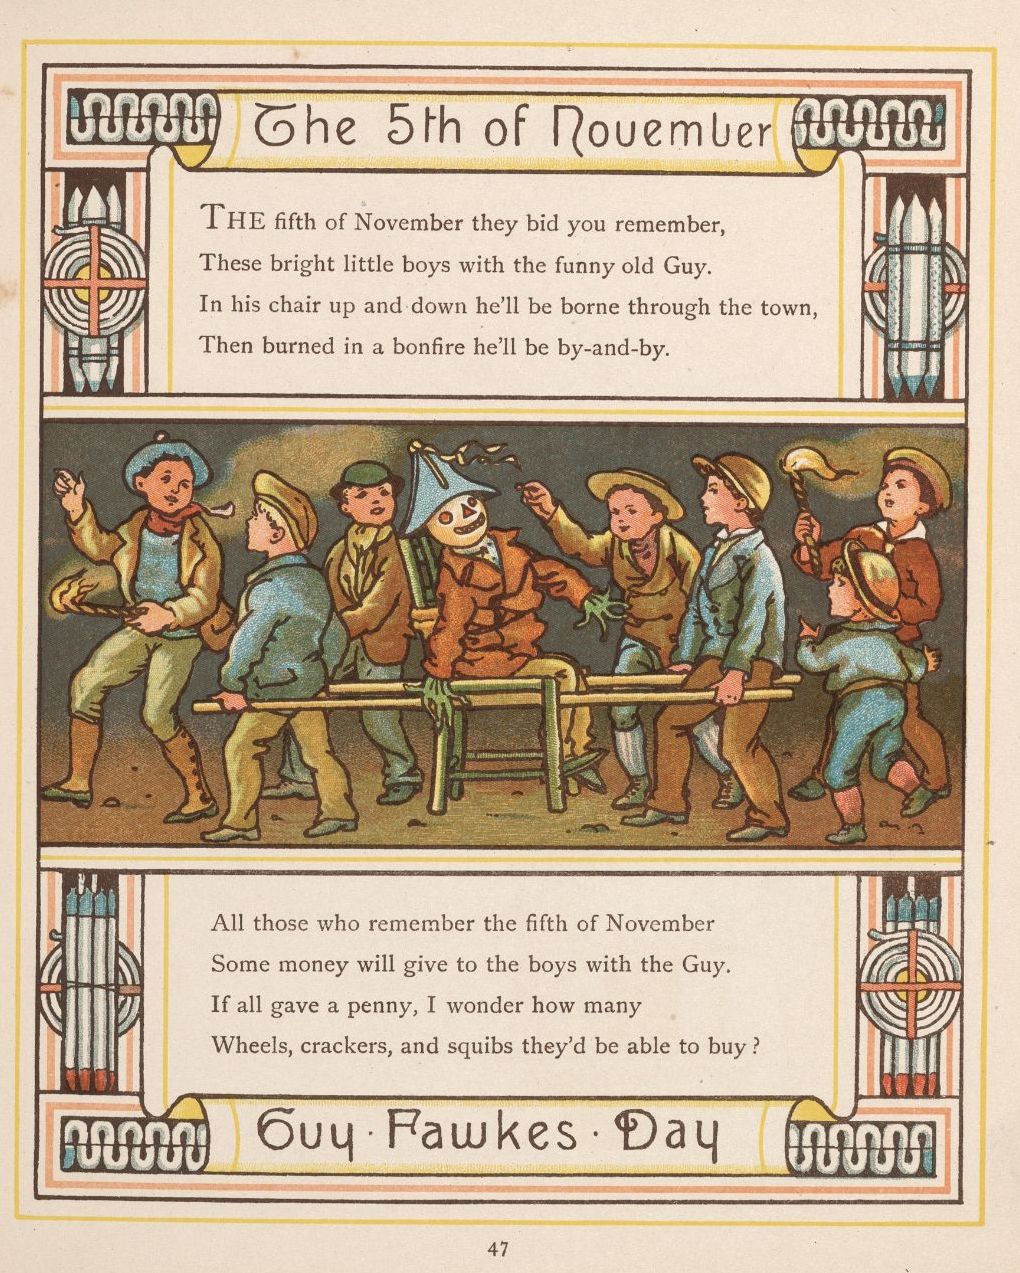 The 5th of November
THE fifth of November they bid you remember,
These bright little boys with the funny old Guy.
In his chair up and down he'll be borne through the town,
Then burned in a bonfire he'll be by-and-by.
All those who remember the fifth of November
Some money will give to the boys with the Guy.
If all gave a penny, I wonder how many
Wheels, crackers, and squibs they'd be able to buy?
Guy · Fawkes · Day
47